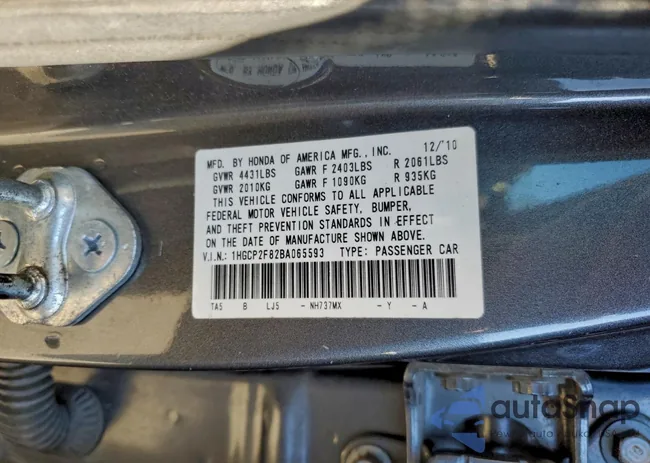 MFD. BY HONDA OF AMERICA MFG., INC. 12/'10
GVWR 4431LBS GAWR F 2403LBS R 2061LBS
GVWR 2010KG GAWR F 1090KG R 935KG
THIS VEHICLE CONFORMS TO ALL APPLICABLE
FEDERAL MOTOR VEHICLE SAFETY, BUMPER,
AND THEFT PREVENTION STANDARDS IN EFFECT
ON THE DATE OF MANUFACTURE SHOWN ABOVE.
V.I.N.: 1HGCP2F82BA065593 TYPE: PASSENGER CAR
TA5 B LJ5 - NH737MX - Y - A
autosnap